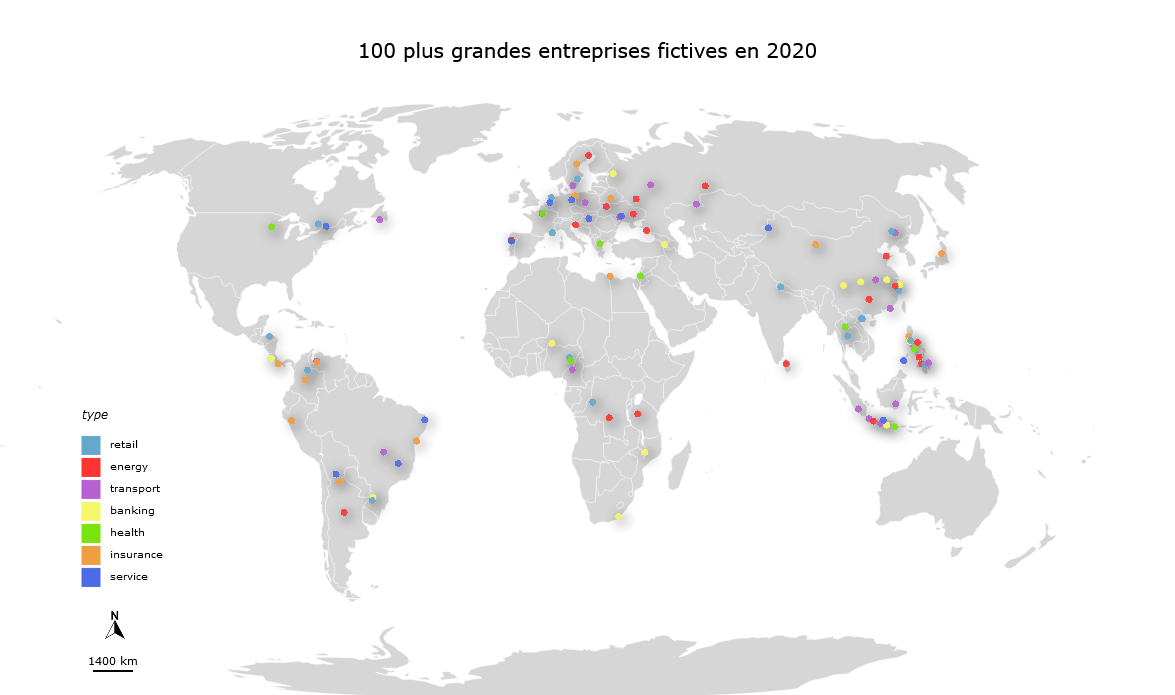 100 plus grandes entreprises fictives en 2020
type
retail
energy
transport
banking
health
insurance
service
N
1400 km